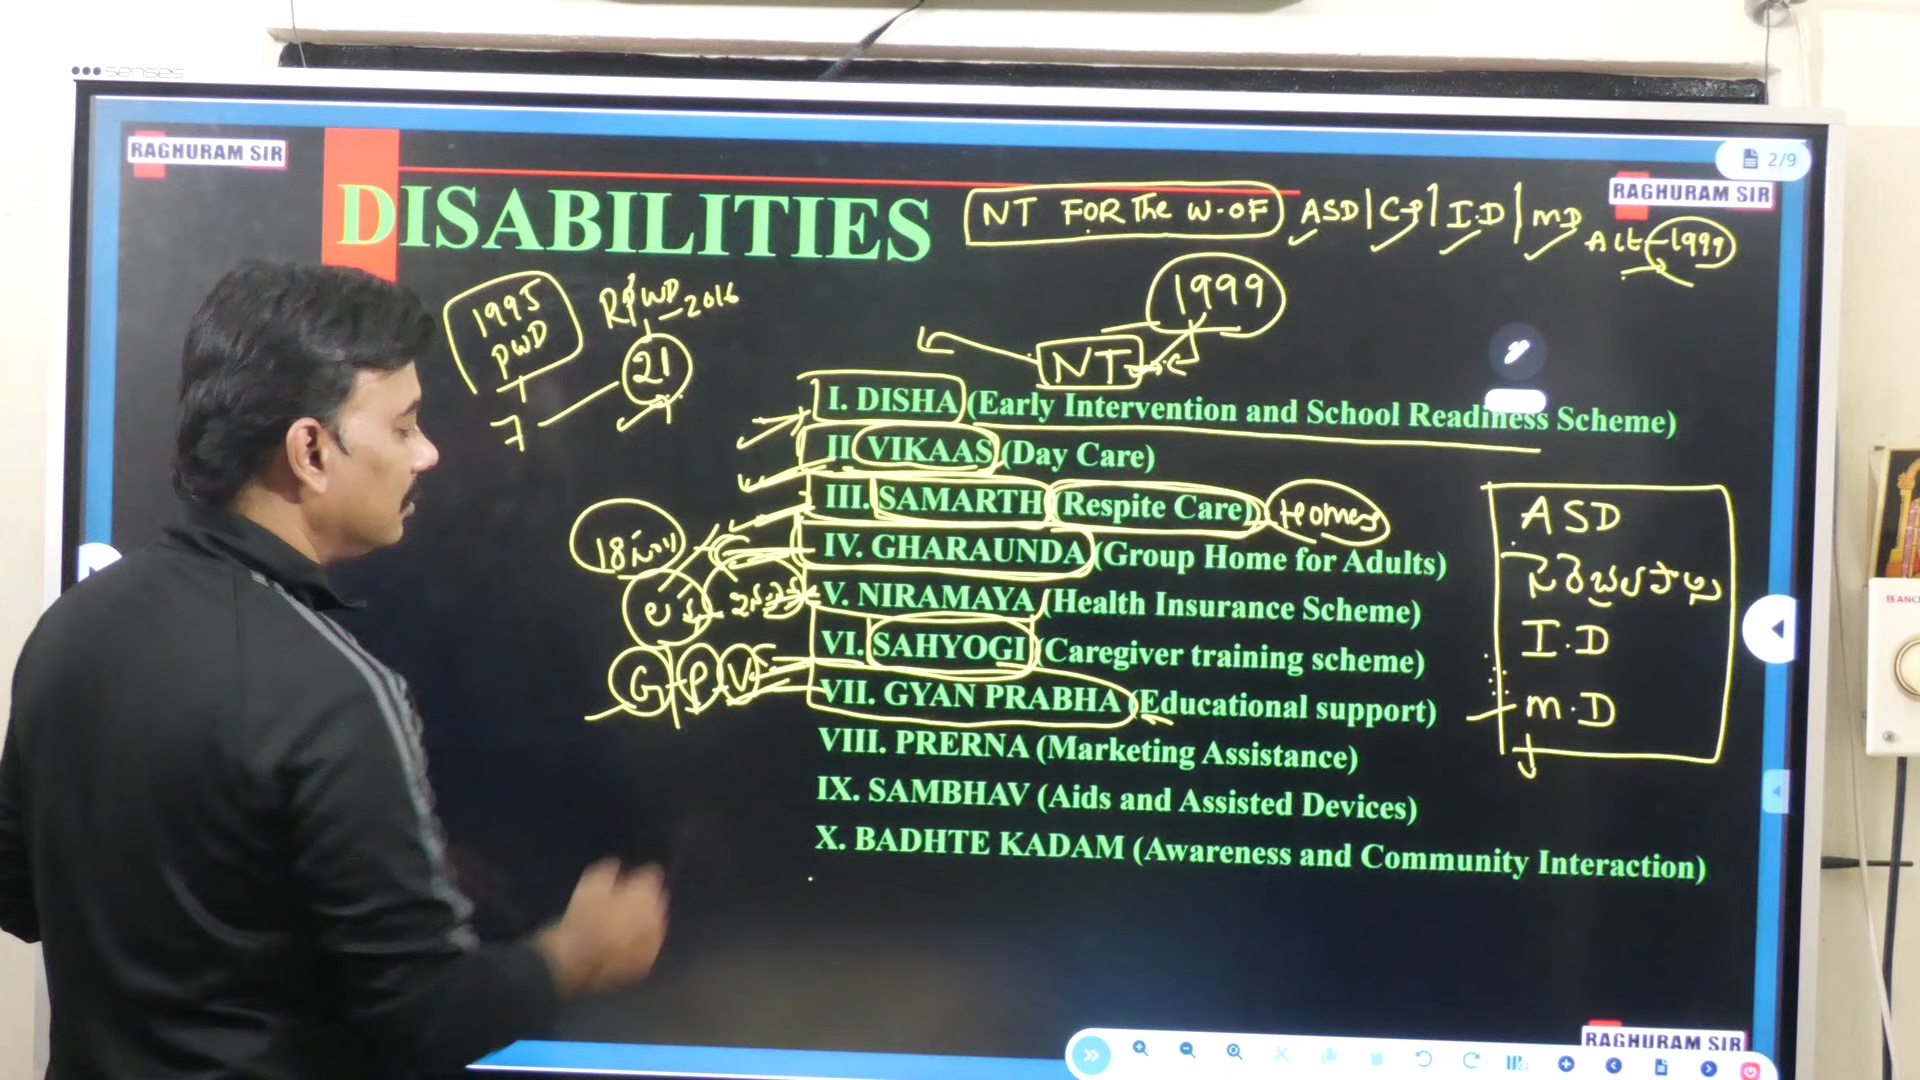 senses
RAGHURAM SIR
2/9
RAGHURAM SIR
DISABILITIES
NT FOR The W-OF ASD | CP | I.D | M.D
Act-1999
1995
PWD
7
RPWD-2016
21
1999
NT
I. DISHA (Early Intervention and School Readiness Scheme)
II VIKAAS (Day Care)
III. SAMARTH (Respite Care) Homes
IV. GHARAUNDA (Group Home for Adults)
V. NIRAMAYA (Health Insurance Scheme)
VI. SAHYOGI (Caregiver training scheme)
VII. GYAN PRABHA (Educational support)
VIII. PRERNA (Marketing Assistance)
IX. SAMBHAV (Aids and Assisted Devices)
X. BADHTE KADAM (Awareness and Community Interaction)
G P V
ASD
I.D
M.D
RAGHURAM SIR